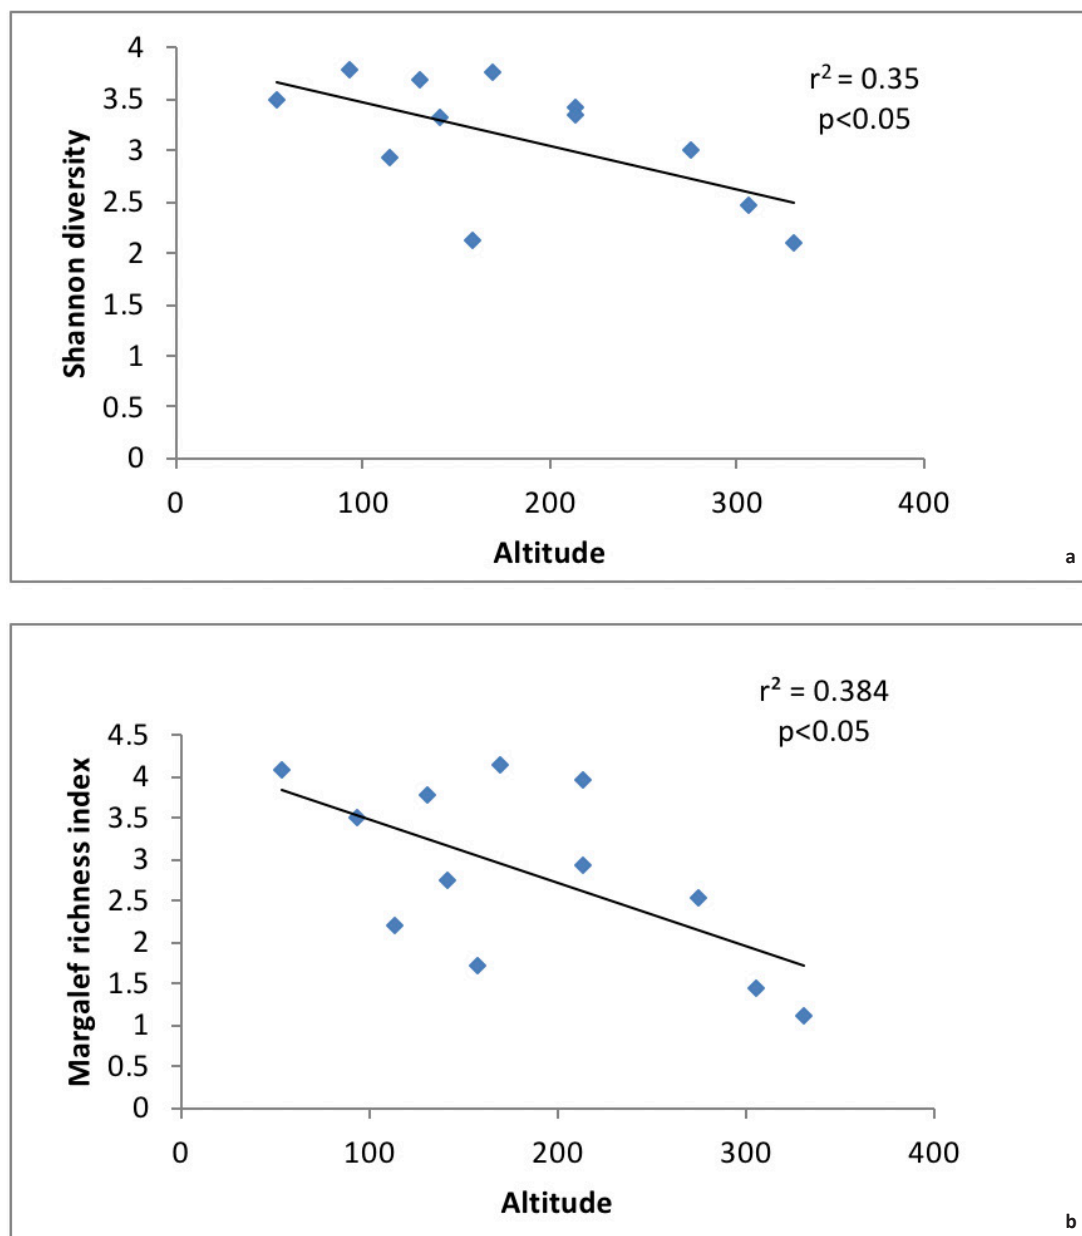 r² = 0.35
p<0.05
4
3.5
3
2.5
2
1.5
1
0.5
0
Shannon diversity
0 100 200 300 400
Altitude
a
r² = 0.384
p<0.05
4.5
4
3.5
3
2.5
2
1.5
1
0.5
0
Margalef richness index
0 100 200 300 400
Altitude
b